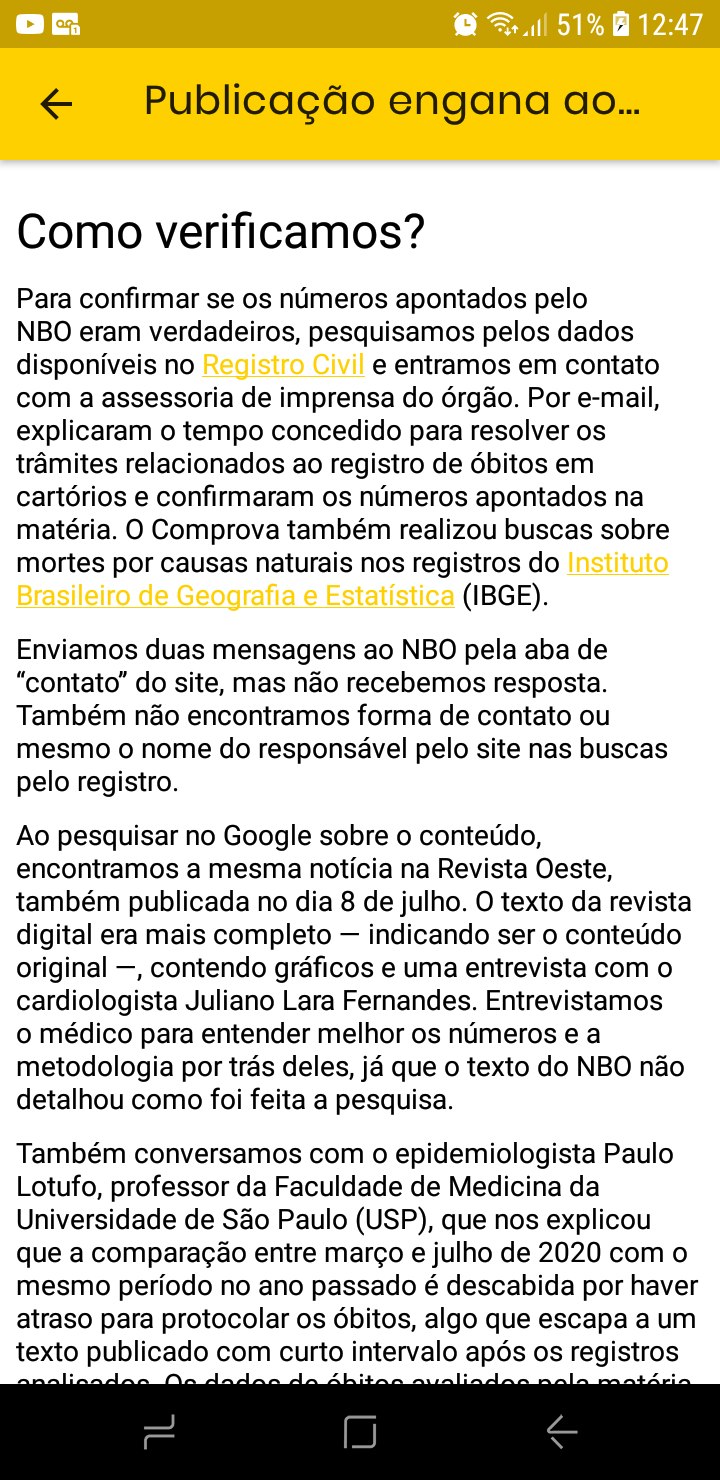 51% 12:47
Publicação engana ao...
Como verificamos?
Para confirmar se os números apontados pelo
NBO eram verdadeiros, pesquisamos pelos dados
disponíveis no Registro Civil e entramos em contato
com a assessoria de imprensa do órgão. Por e-mail,
explicaram o tempo concedido para resolver os
trâmites relacionados ao registro de óbitos em
cartórios e confirmaram os números apontados na
matéria. O Comprova também realizou buscas sobre
mortes por causas naturais nos registros do Instituto
Brasileiro de Geografia e Estatística (IBGE).
Enviamos duas mensagens ao NBO pela aba de
“contato” do site, mas não recebemos resposta.
Também não encontramos forma de contato ou
mesmo o nome do responsável pelo site nas buscas
pelo registro.
Ao pesquisar no Google sobre o conteúdo,
encontramos a mesma notícia na Revista Oeste,
também publicada no dia 8 de julho. O texto da revista
digital era mais completo — indicando ser o conteúdo
original —, contendo gráficos e uma entrevista com o
cardiologista Juliano Lara Fernandes. Entrevistamos
o médico para entender melhor os números e a
metodologia por trás deles, já que o texto do NBO não
detalhou como foi feita a pesquisa.
Também conversamos com o epidemiologista Paulo
Lotufo, professor da Faculdade de Medicina da
Universidade de São Paulo (USP), que nos explicou
que a comparação entre março e julho de 2020 com o
mesmo período no ano passado é descabida por haver
atraso para protocolar os óbitos, algo que escapa a um
texto publicado com curto intervalo após os registros
analisados. Os dados de óbitos avaliados pela matéria